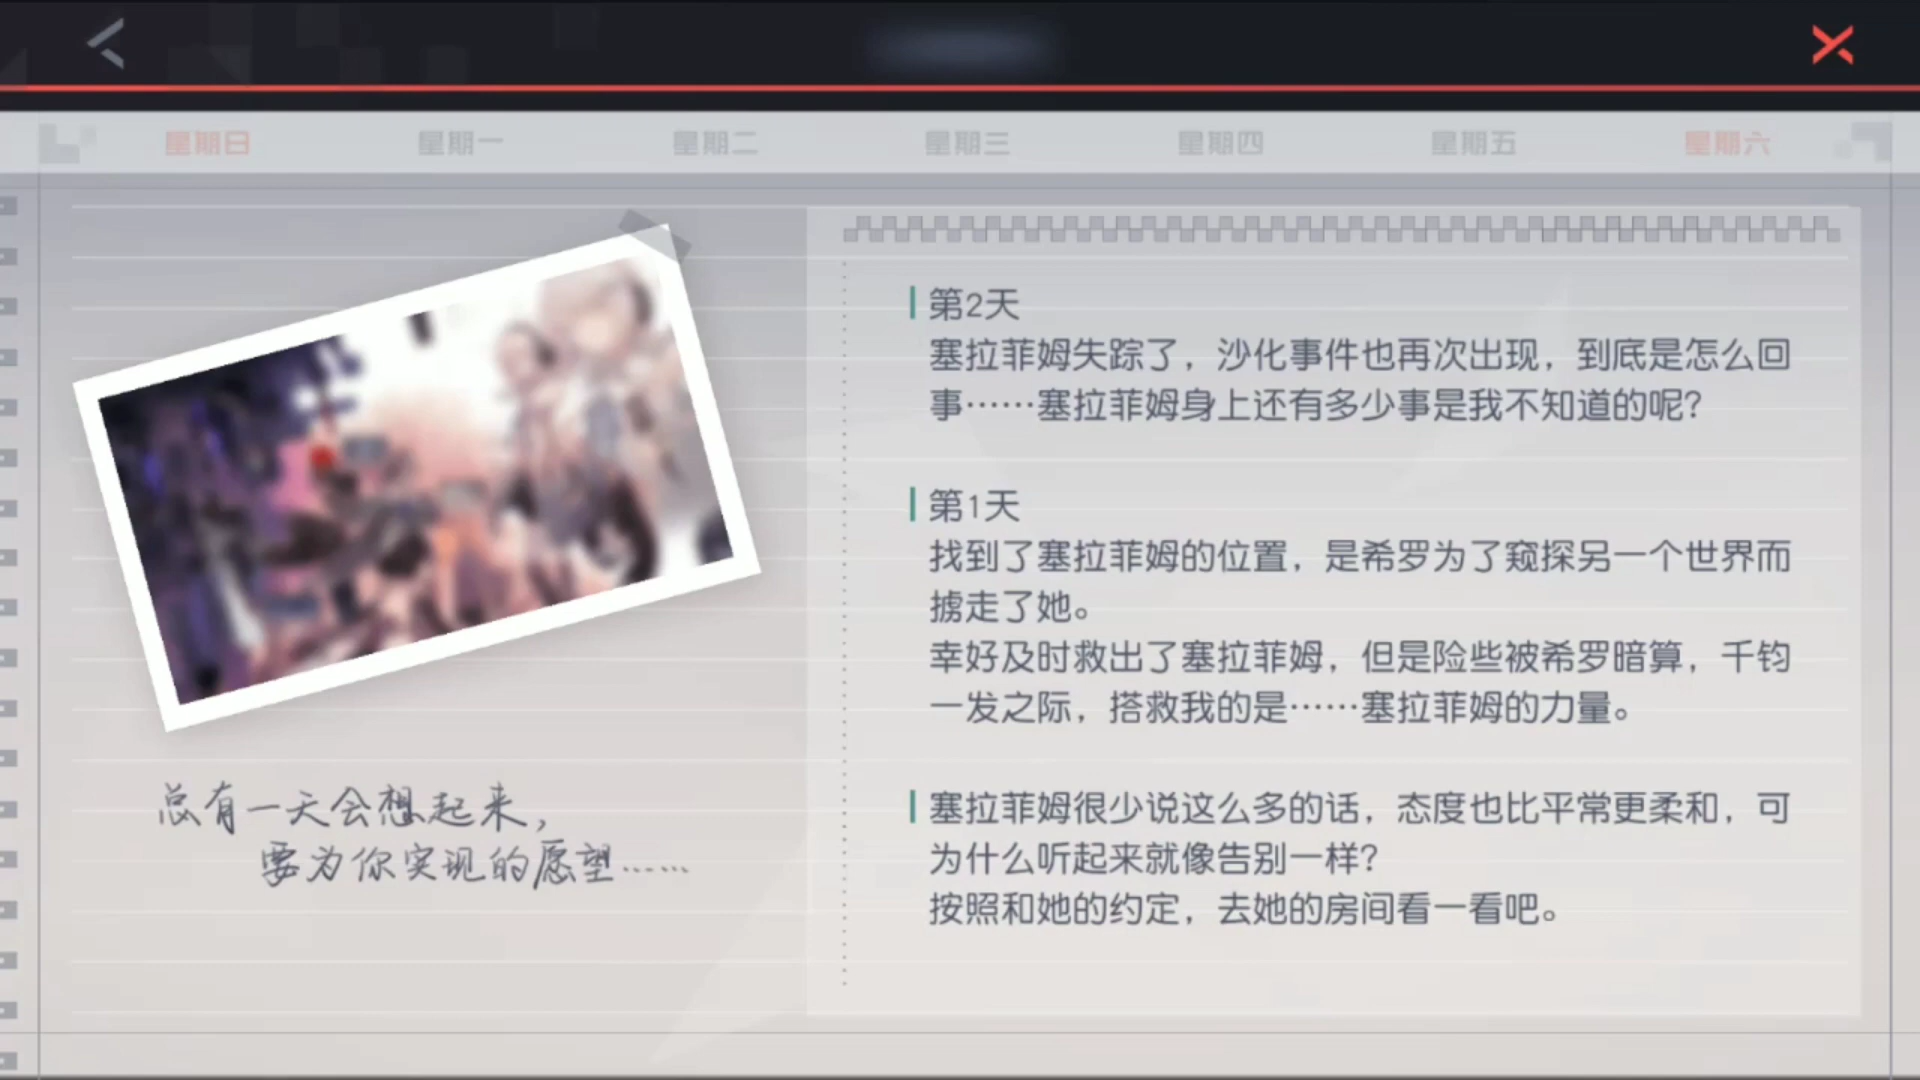 星期日 星期一 星期二 星期三 星期四 星期五 星期六
总有一天会想起来，
要为你实现的愿望……
第2天
塞拉菲姆失踪了，沙化事件也再次出现，到底是怎么回
事……塞拉菲姆身上还有多少事是我不知道的呢？
第1天
找到了塞拉菲姆的位置，是希罗为了窥探另一个世界而
掳走了她。
幸好及时救出了塞拉菲姆，但是险些被希罗暗算，千钧
一发之际，搭救我的是……塞拉菲姆的力量。
塞拉菲姆很少说这么多的话，态度也比平常更柔和，可
为什么听起来就像告别一样？
按照和她的约定，去她的房间看一看吧。